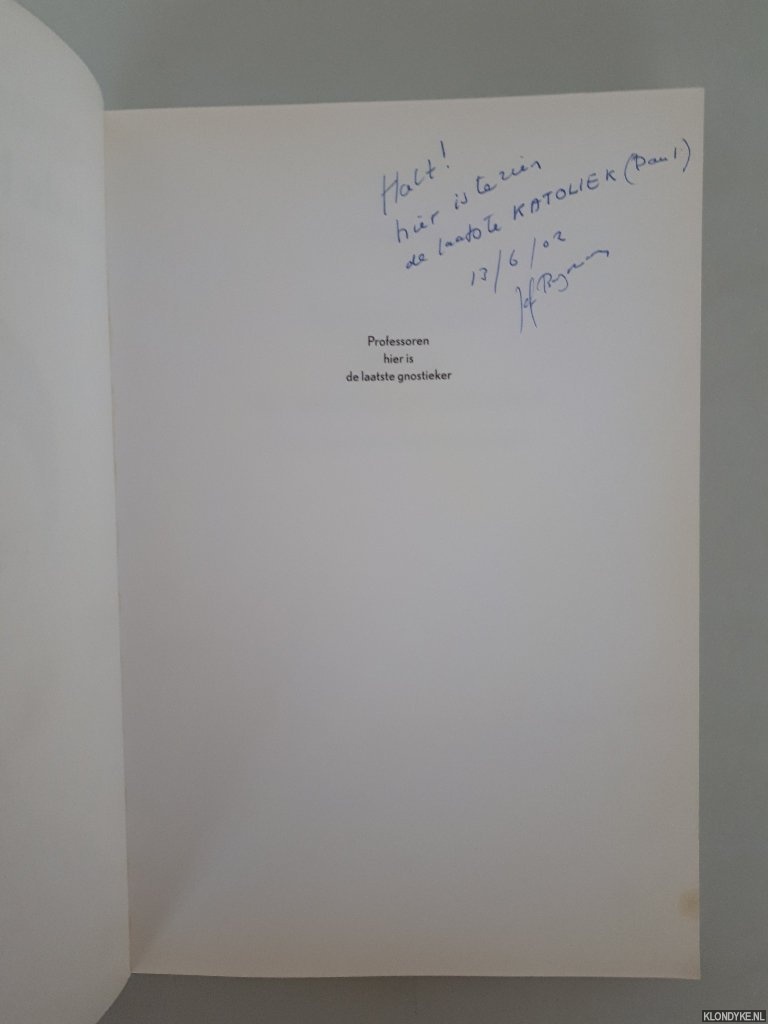 Halt!
hier is te zien
de laatste KATOLIEK (Paul)
13/6/02
Jef
Professoren
hier is
de laatste gnostieker
KLONDYKE.NL